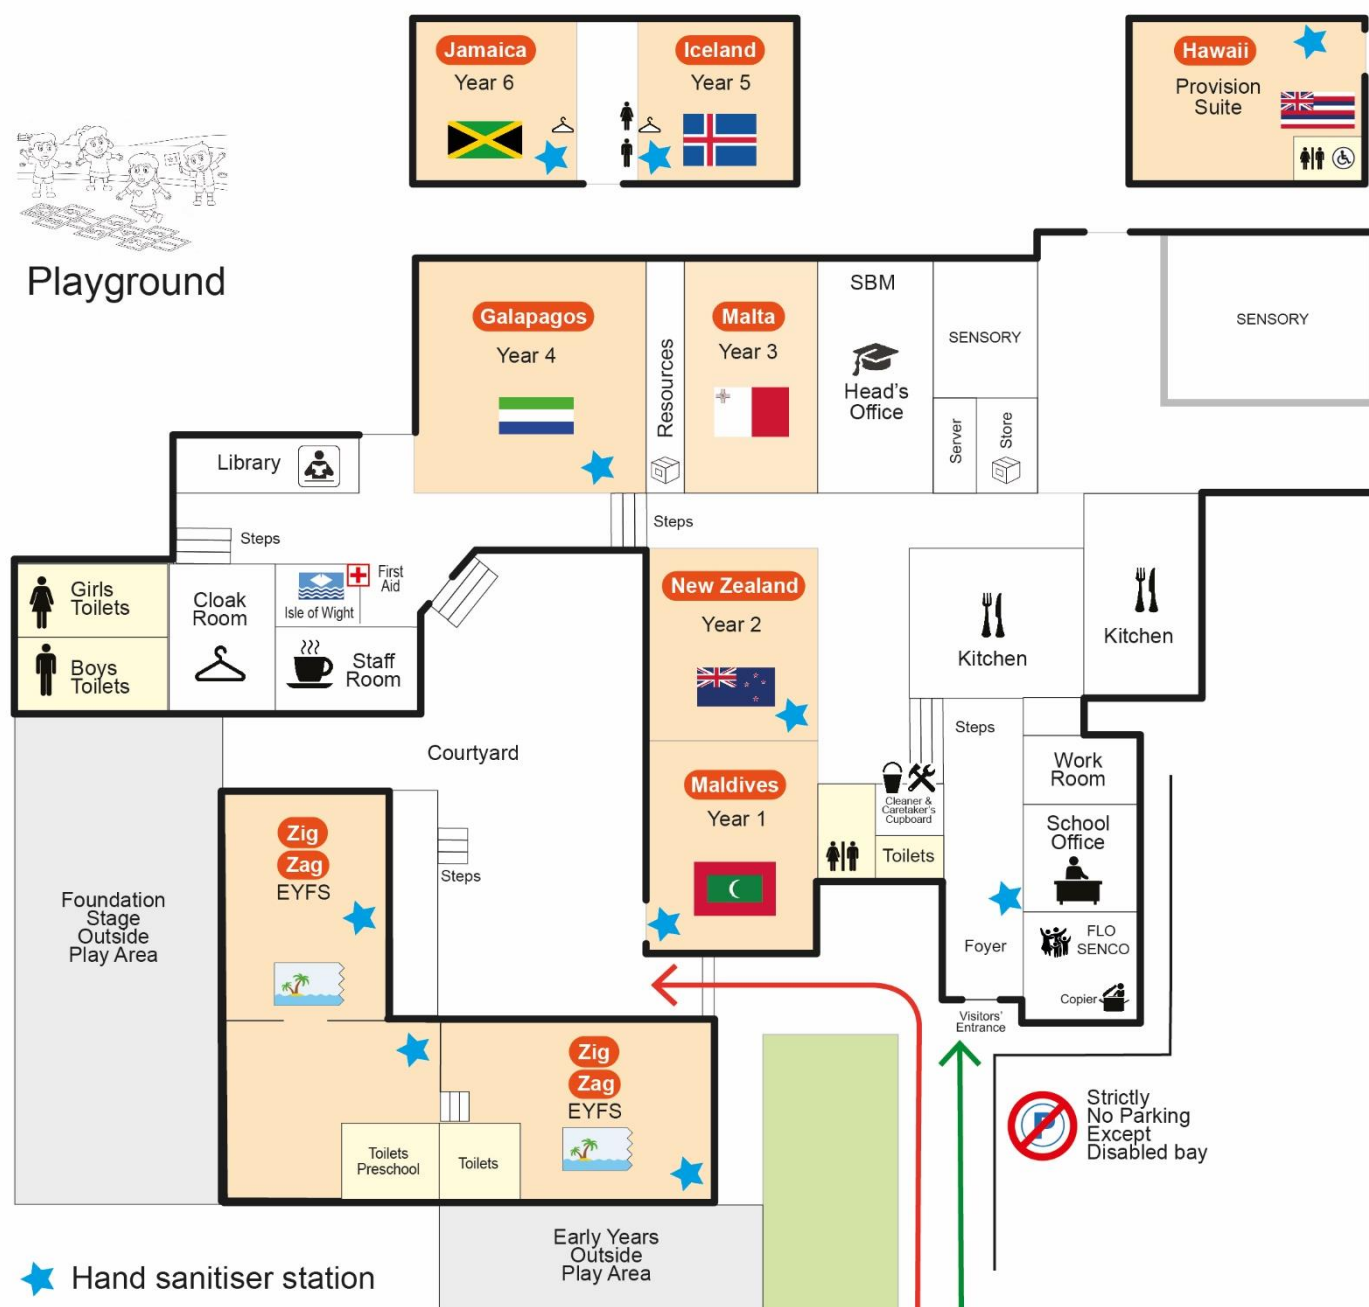 Jamaica
Year 6
Iceland
Year 5
Hawaii
Provision
Suite
Playground
Galapagos
Year 4
Resources
Malta
Year 3
SBM
Head's
Office
SENSORY
Server
Store
SENSORY
Library
Steps
Steps
Girls
Toilets
Boys
Toilets
Cloak
Room
Isle of Wight
First
Aid
Staff
Room
New Zealand
Year 2
Kitchen
Kitchen
Courtyard
Steps
Maldives
Year 1
Cleaner &
Caretaker's
Cupboard
Toilets
Work
Room
School
Office
FLO
SENCO
Copier
Foyer
Visitors'
Entrance
Zig
Zag
EYFS
Steps
Foundation
Stage
Outside
Play Area
Zig
Zag
EYFS
Toilets
Preschool
Toilets
P
Strictly
No Parking
Except
Disabled bay
Early Years
Outside
Play Area
Hand sanitiser station